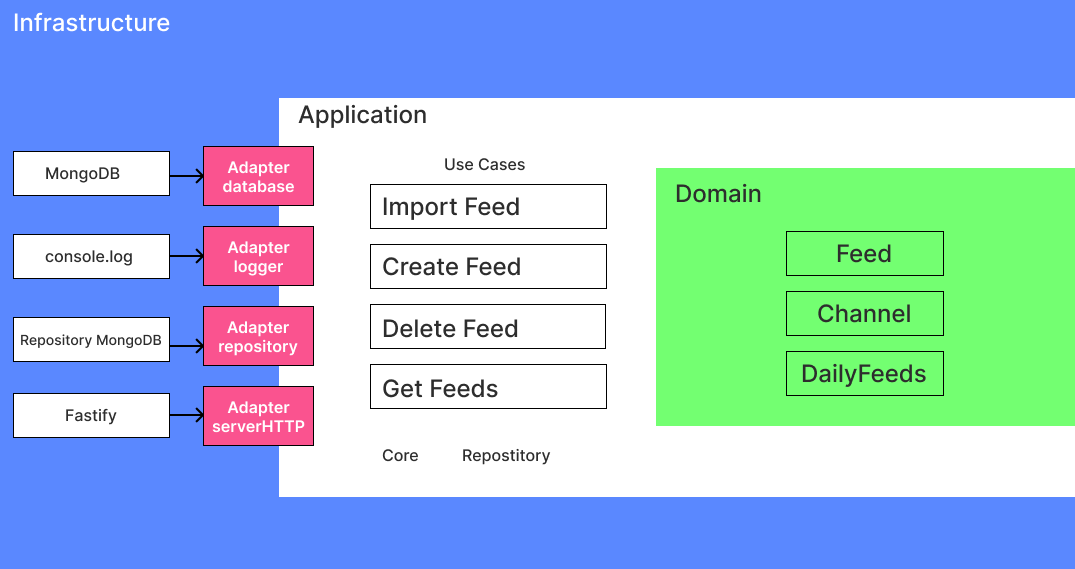 Infrastructure
Application
MongoDB
Adapter
database
console.log
Adapter
logger
Repository MongoDB
Adapter
repository
Fastify
Adapter
serverHTTP
Use Cases
Import Feed
Create Feed
Delete Feed
Get Feeds
Core
Repostitory
Domain
Feed
Channel
DailyFeeds